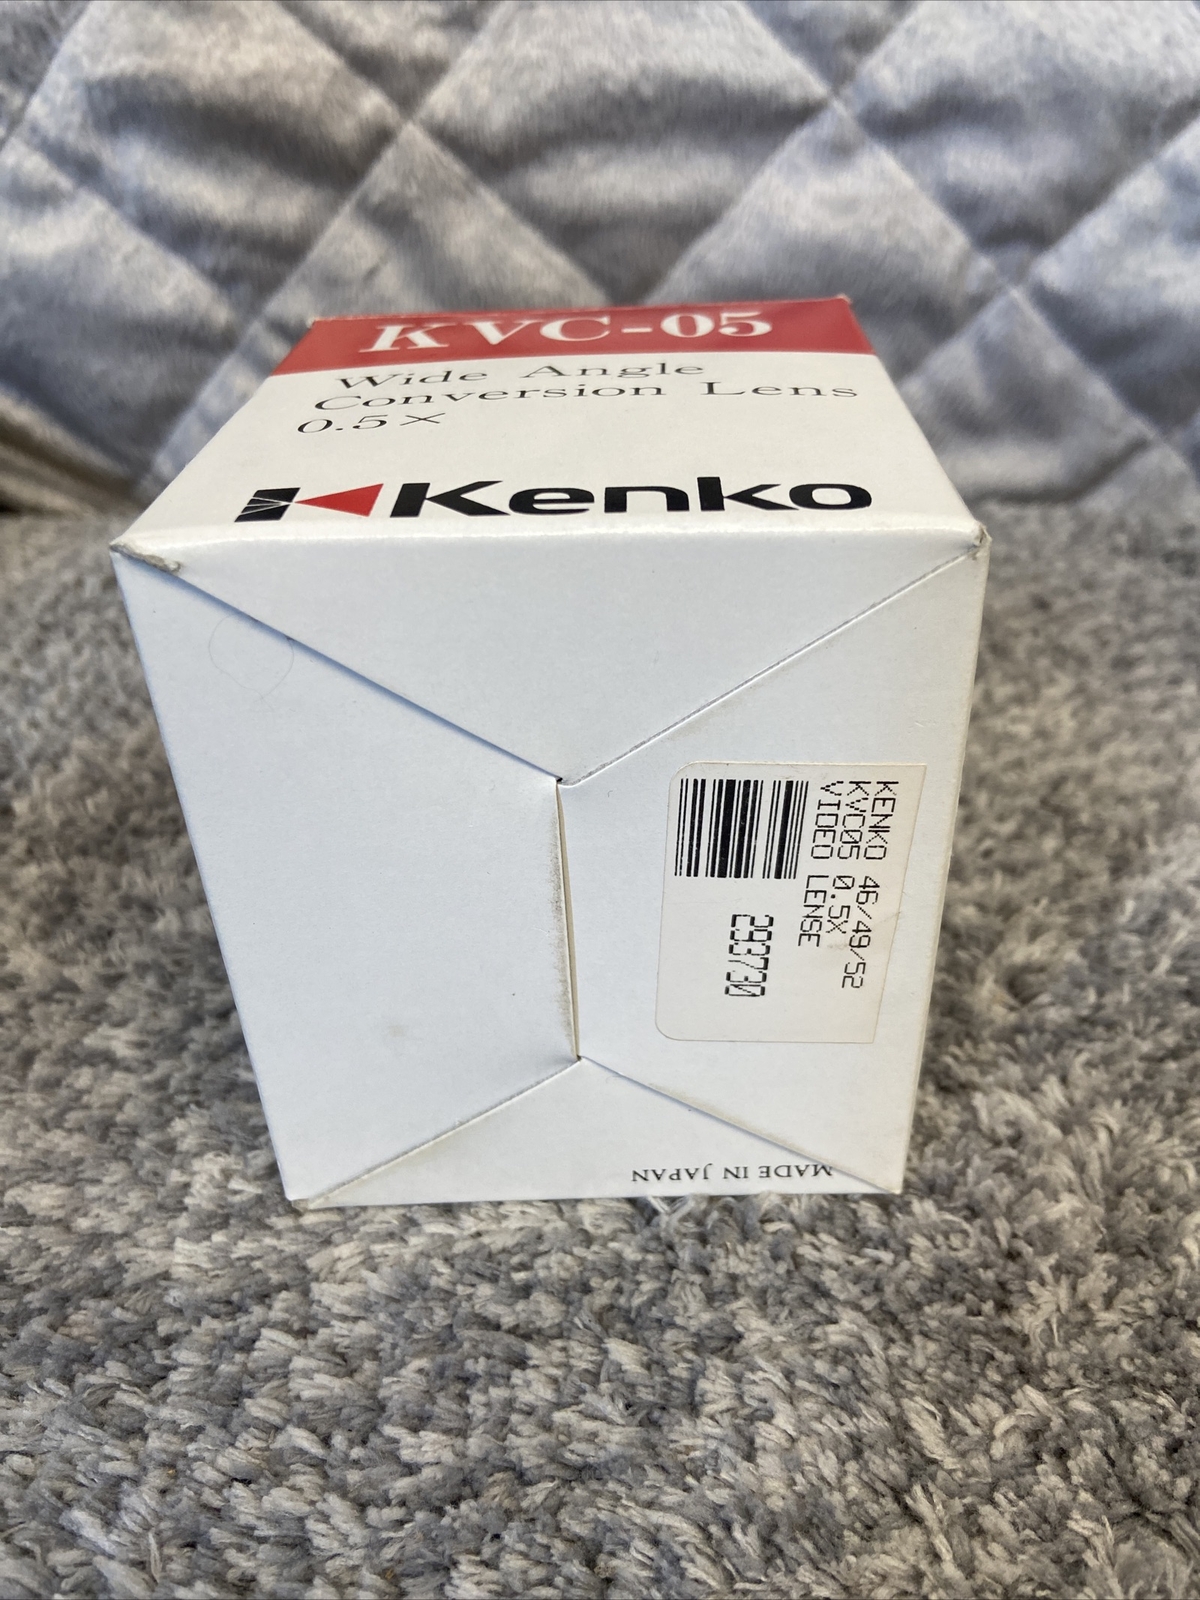 KVC-05
Wide Angle
Conversion Lens
0.5×
Kenko
KENKO 46/49/52
KVC05 0.5X
VIDEO LENSE
293730
MADE IN JAPAN